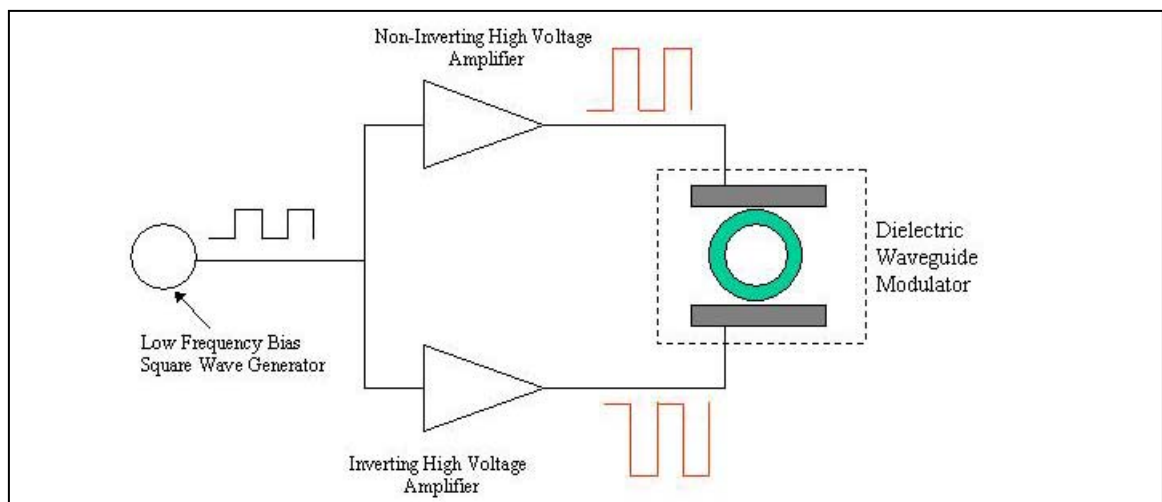 Non-Inverting High Voltage
Amplifier
Dielectric
Waveguide
Modulator
Low Frequency Bias
Square Wave Generator
Inverting High Voltage
Amplifier